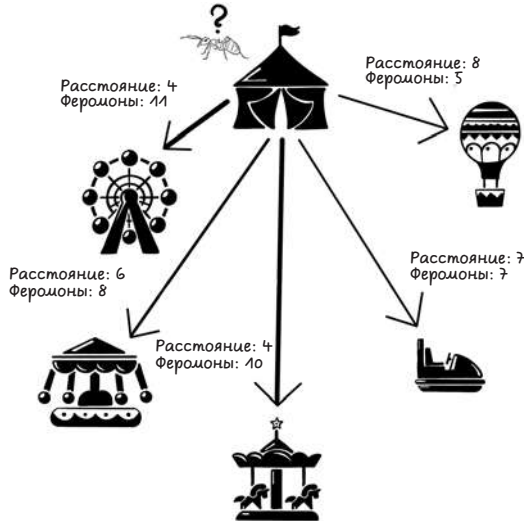 ?
Расстояние: 8
Феромоны: 5
Расстояние: 4
Феромоны: 11
Расстояние: 7
Феромоны: 7
Расстояние: 6
Феромоны: 8
Расстояние: 4
Феромоны: 10